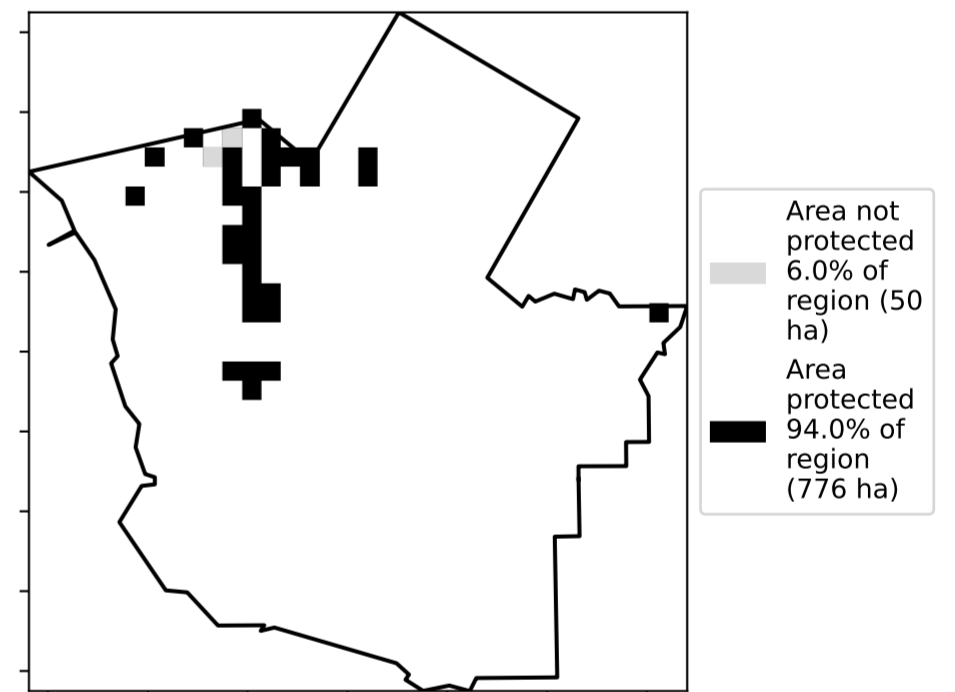 Area not
protected
6.0% of
region (50
ha)
Area
protected
94.0% of
region
(776 ha)